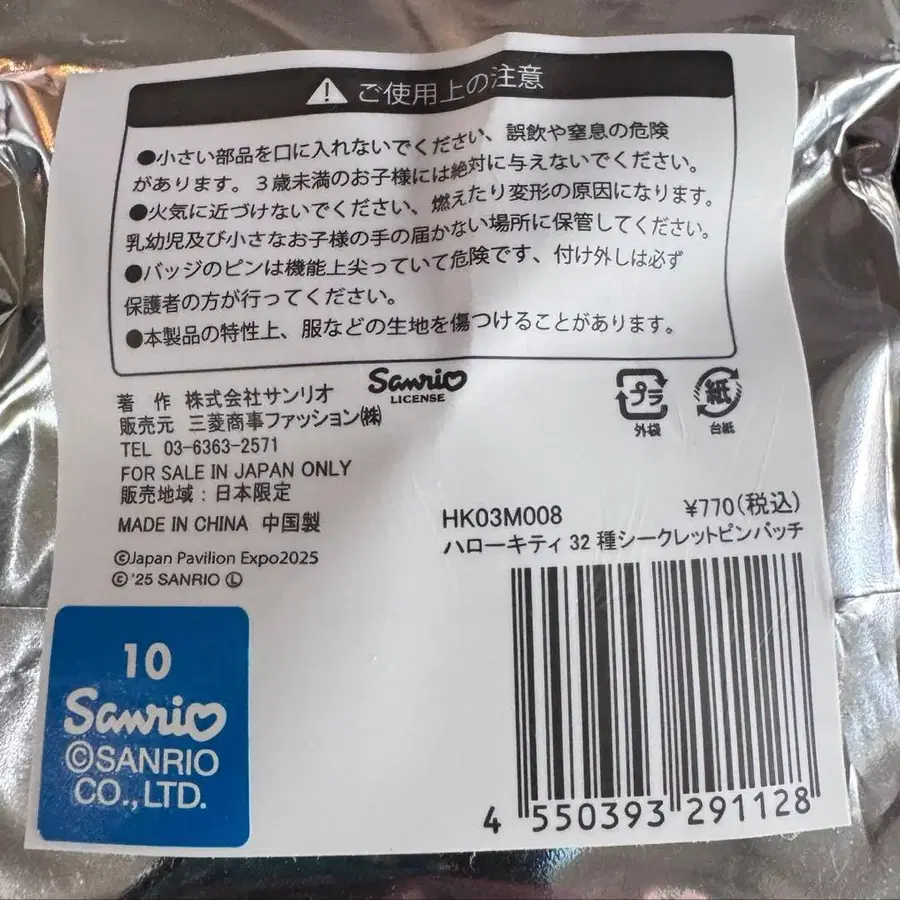 ご使用上の注意
●小さい部品を口に入れないでください、誤飲や窒息の危険
があります。3歳未満のお子様には絶対に与えないでください。
●火気に近づけないでください、燃えたり変形の原因になります。
乳幼児及び小さなお子様の手の届かない場所に保管してください。
●バッジのピンは機能上尖っていて危険です、付け外しは必ず
保護者の方が行ってください。
●本製品の特性上、服などの生地を傷つけることがあります。
著 作 株式会社サンリオ
Sanrio
LICENSE
販売元 三菱商事ファッション㈱
TEL 03-6363-2571
FOR SALE IN JAPAN ONLY
販売地域：日本限定
MADE IN CHINA 中国製
©Japan Pavilion Expo2025
©'25 SANRIO Ⓛ
プラ
外袋
紙
台紙
HK03M008 ¥770(税込)
ハローキティ 32 種シークレットピンバッチ
4 550393 291128
10
Sanrio
©SANRIO
CO.,LTD.